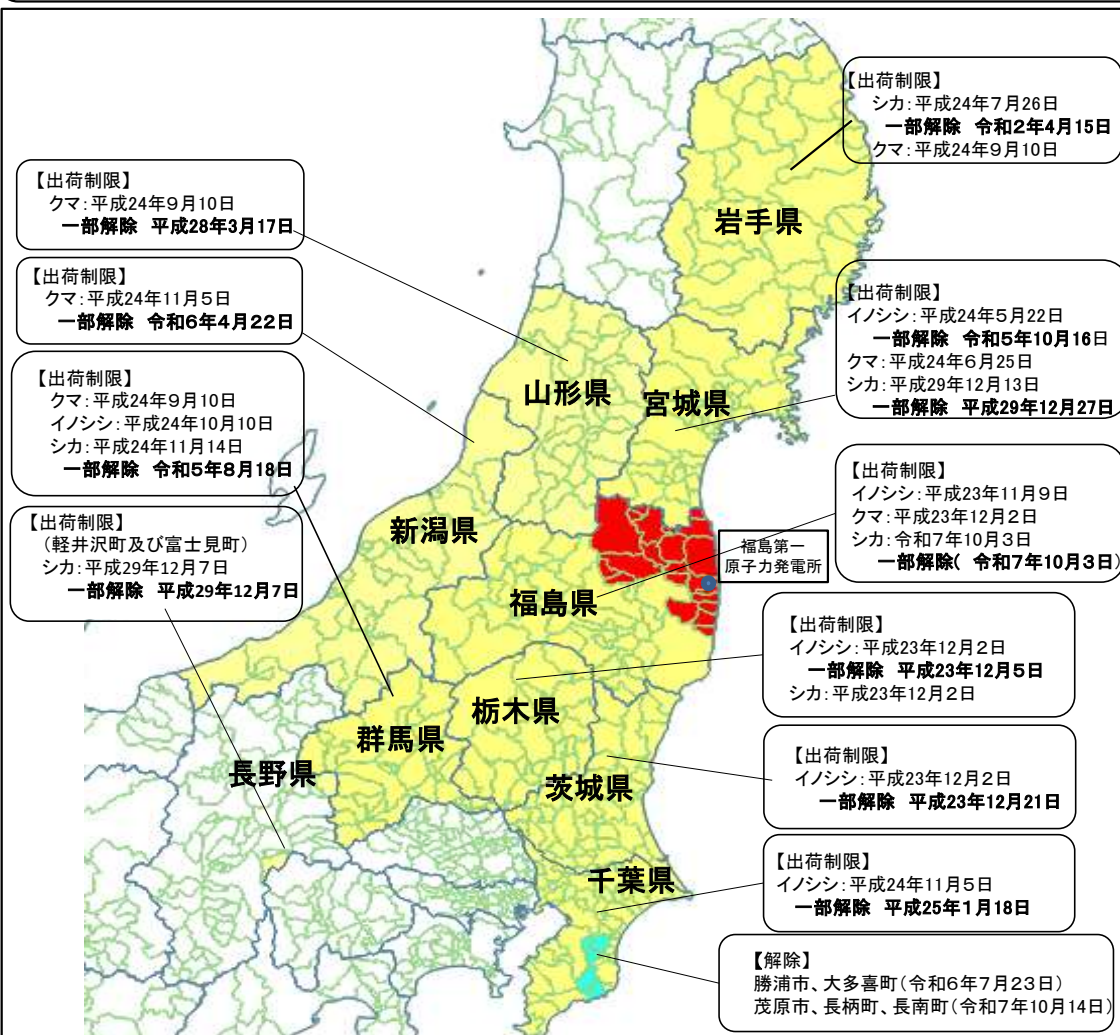 【出荷制限】
シカ:平成24年7月26日
一部解除 令和2年4月15日
クマ:平成24年9月10日
【出荷制限】
クマ:平成24年9月10日
一部解除 平成28年3月17日
【出荷制限】
クマ:平成24年11月5日
一部解除 令和6年4月22日
【出荷制限】
クマ:平成24年9月10日
イノシシ:平成24年10月10日
シカ:平成24年11月14日
一部解除 令和5年8月18日
【出荷制限】
(軽井沢町及び富士見町)
シカ:平成29年12月7日
一部解除 平成29年12月7日
岩手県
山形県
宮城県
新潟県
福島県
栃木県
群馬県
長野県
茨城県
千葉県
福島第一
原子力発電所
【出荷制限】
イノシシ:平成24年5月22日
一部解除 令和5年10月16日
クマ:平成24年6月25日
シカ:平成29年12月13日
一部解除 平成29年12月27日
【出荷制限】
イノシシ:平成23年11月9日
クマ:平成23年12月2日
シカ:令和7年10月3日
一部解除( 令和7年10月3日)
【出荷制限】
イノシシ:平成23年12月2日
一部解除 平成23年12月5日
シカ:平成23年12月2日
【出荷制限】
イノシシ:平成23年12月2日
一部解除 平成23年12月21日
【出荷制限】
イノシシ:平成24年11月5日
一部解除 平成25年1月18日
【解除】
勝浦市、大多喜町(令和6年7月23日)
茂原市、長柄町、長南町(令和7年10月14日)